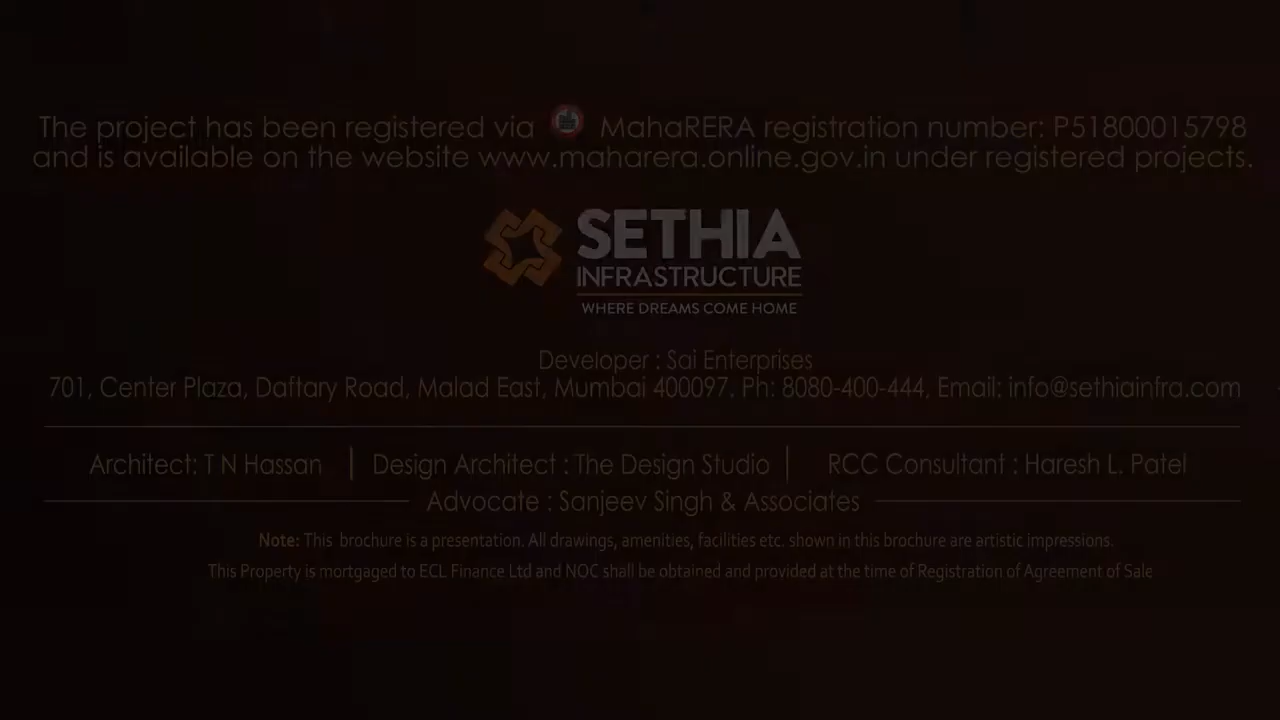 The project has been registered via MahaRERA registration number: P51800015798
and is available on the website www.maharera.online.gov.in under registered projects.
SETHIA
INFRASTRUCTURE
WHERE DREAMS COME HOME
Developer : Sai Enterprises
701, Center Plaza, Daftary Road, Malad East, Mumbai 400097. Ph: 8080-400-444, Email: info@sethiainfra.com
Architect: T N Hassan | Design Architect : The Design Studio | RCC Consultant : Haresh L. Patel
Advocate : Sanjeev Singh & Associates
Note: This brochure is a presentation. All drawings, amenities, facilities etc. shown in this brochure are artistic impressions.
This Property is mortgaged to ECL Finance Ltd and NOC shall be obtained and provided at the time of Registration of Agreement of Sale